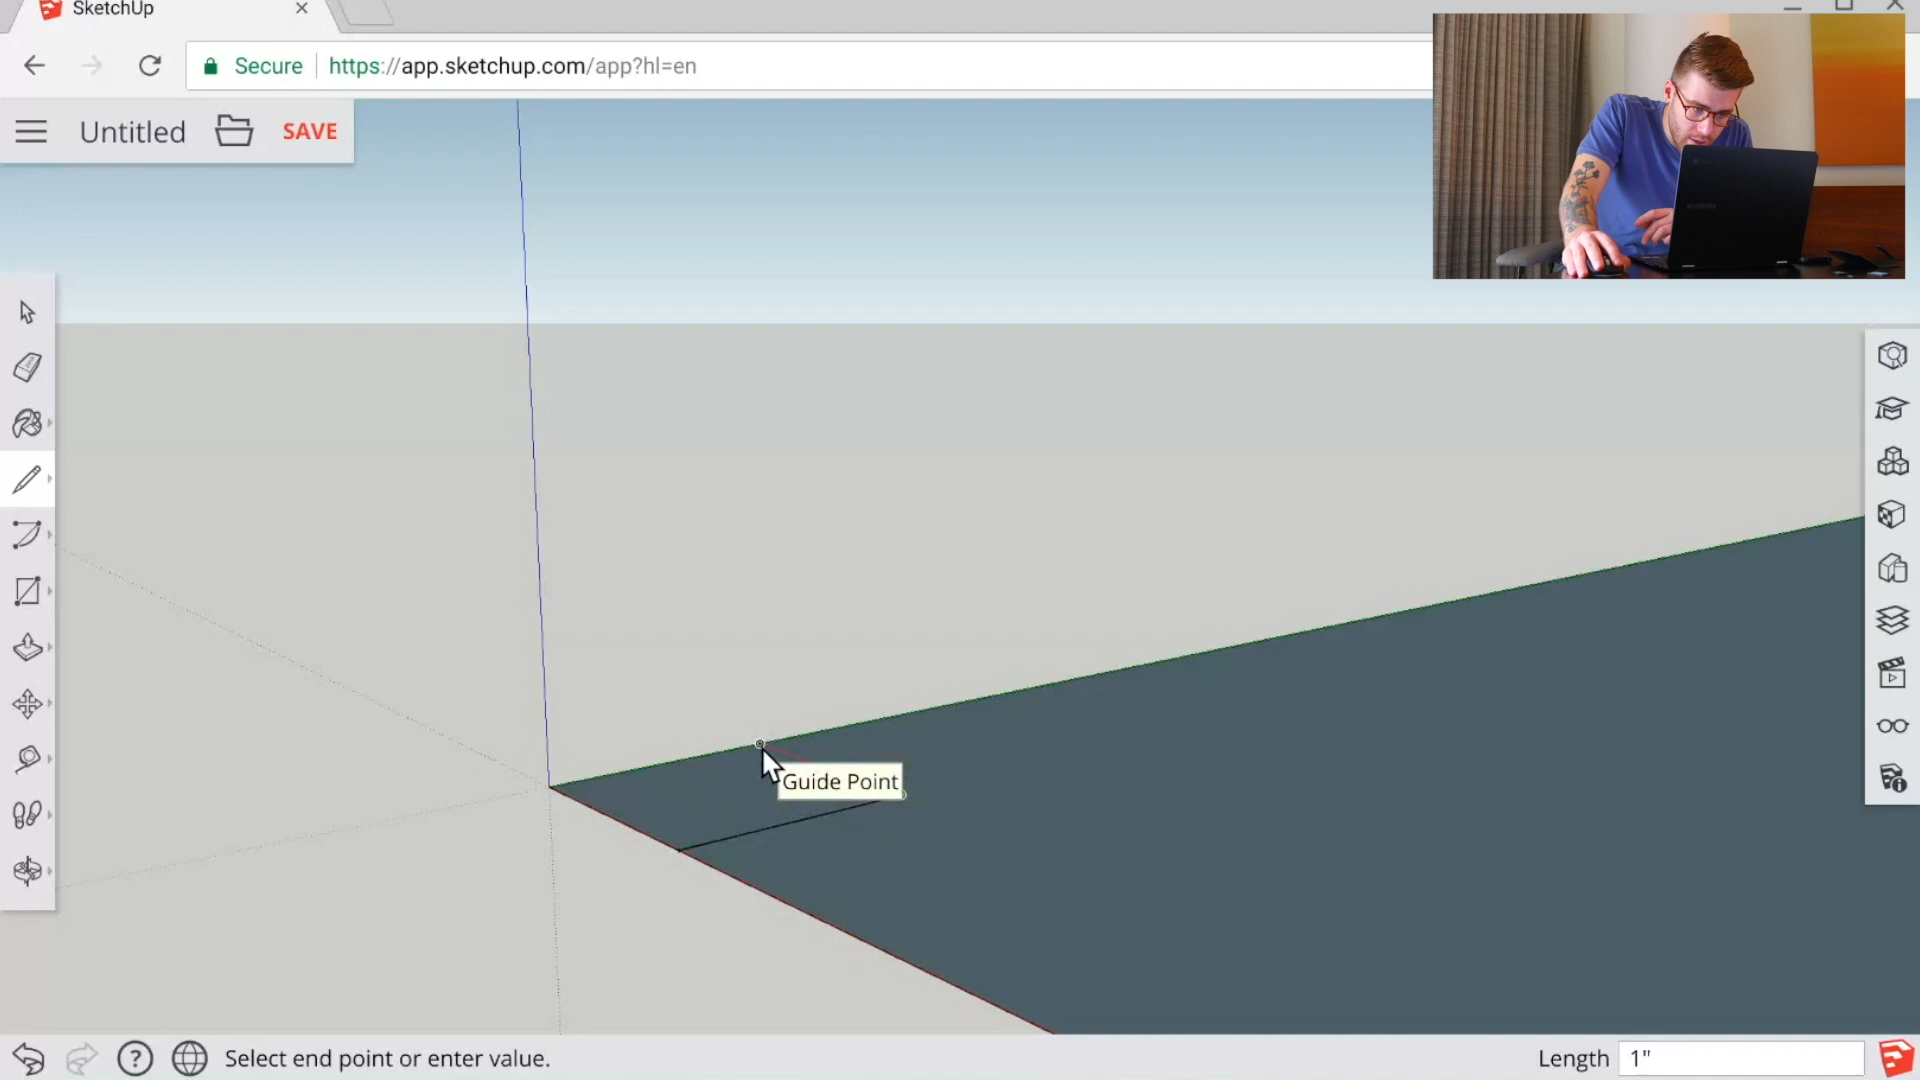 SketchUp
Secure https://app.sketchup.com/app?hl=en
Untitled SAVE
SAMSUNG
Guide Point
Select end point or enter value.
Length 1"